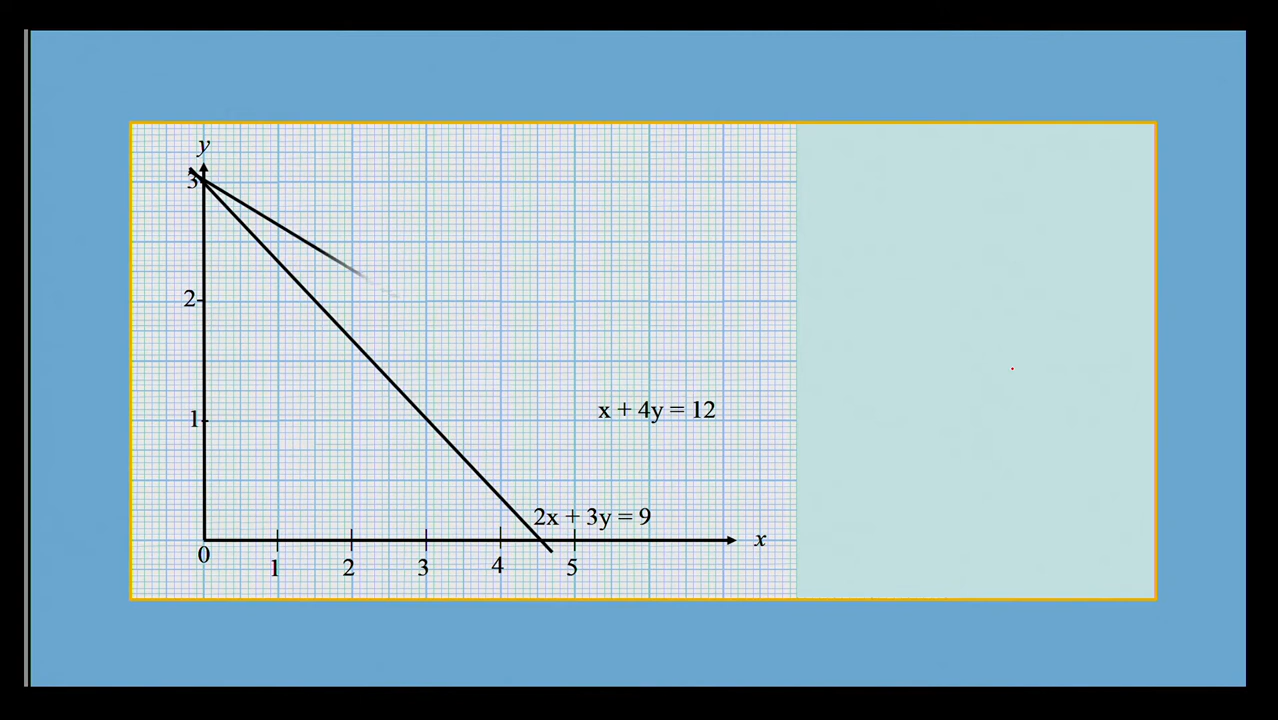 y
3
2
1
x + 4y = 12
2x + 3y = 9
x
0
1 2 3 4 5